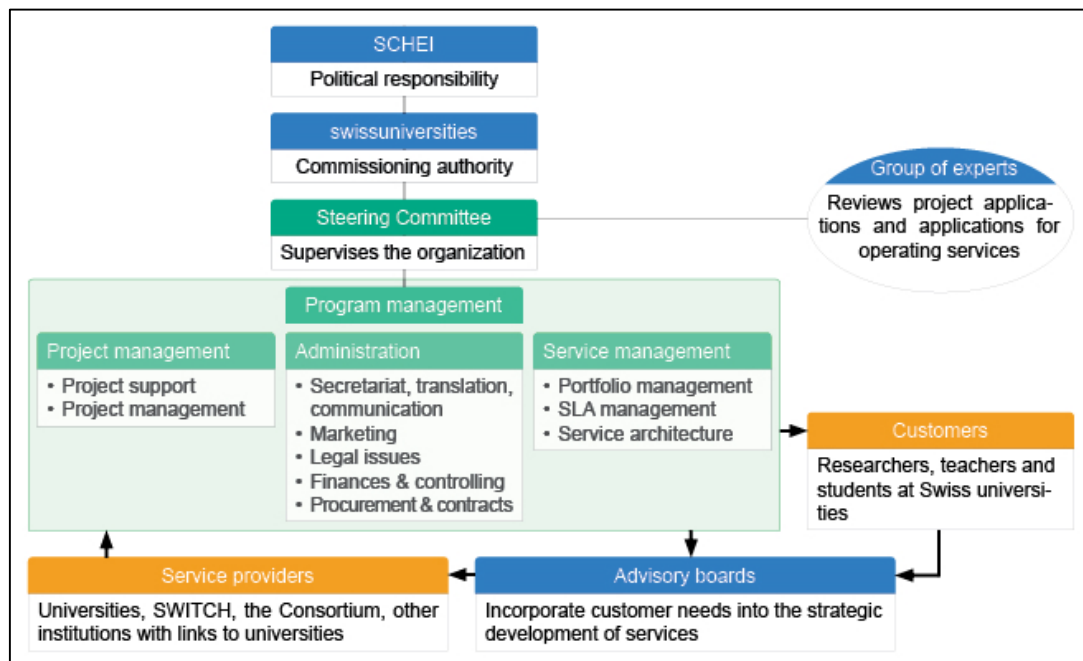 SCHEI
Political responsibility
swissuniversities
Commissioning authority
Steering Committee
Supervises the organization
Group of experts
Reviews project applica-
tions and applications for
operating services
Program management
Project management
• Project support
• Project management
Administration
• Secretariat, translation,
communication
• Marketing
• Legal issues
• Finances & controlling
• Procurement & contracts
Service management
• Portfolio management
• SLA management
• Service architecture
Customers
Researchers, teachers and
students at Swiss universi-
ties
Service providers
Universities, SWITCH, the Consortium, other
institutions with links to universities
Advisory boards
Incorporate customer needs into the strategic
development of services